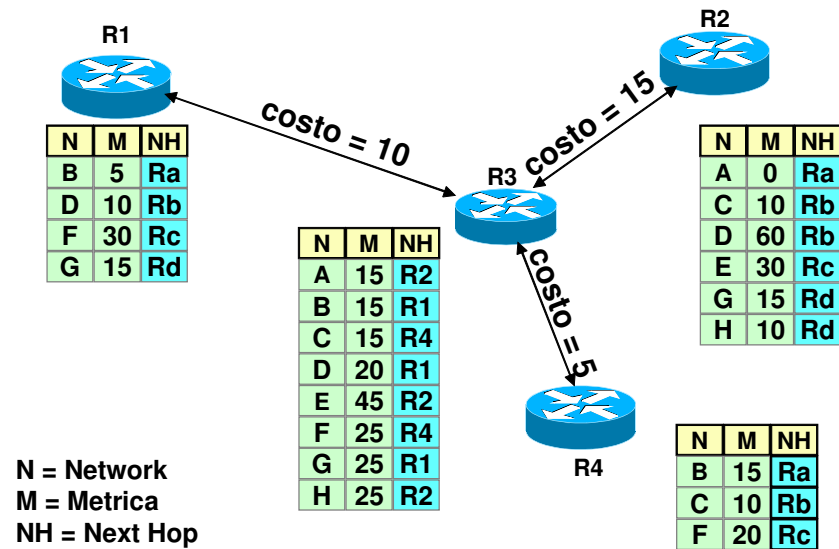 R1
R2
R3
R4
costo = 10
costo = 15
costo = 5
N M NH
B 5 Ra
D 10 Rb
F 30 Rc
G 15 Rd
N M NH
A 0 Ra
C 10 Rb
D 60 Rb
E 30 Rc
G 15 Rd
H 10 Rd
N M NH
A 15 R2
B 15 R1
C 15 R4
D 20 R1
E 45 R2
F 25 R4
G 25 R1
H 25 R2
N M NH
B 15 Ra
C 10 Rb
F 20 Rc
N = Network
M = Metrica
NH = Next Hop